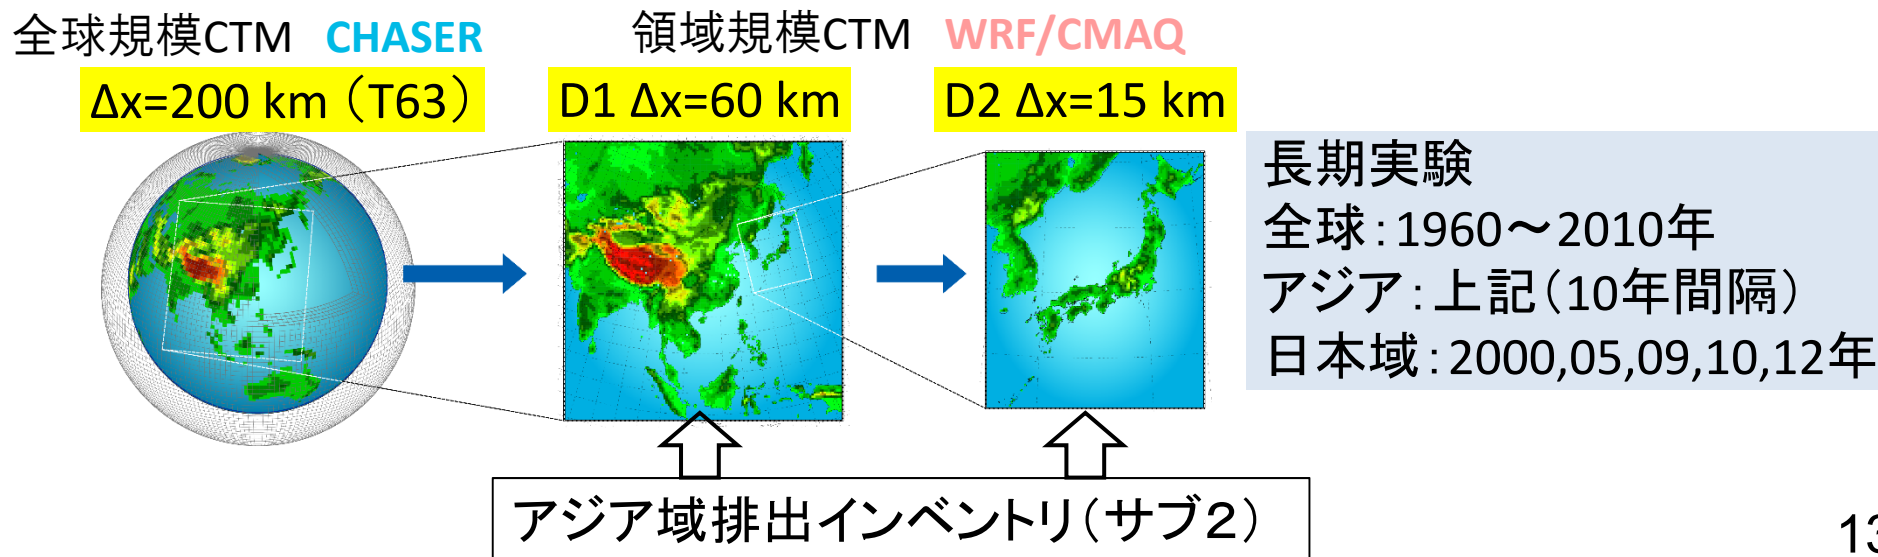 全球規模CTM CHASER
領域規模CTM WRF/CMAQ
Δx=200 km（T63）
D1 Δx=60 km
D2 Δx=15 km
長期実験
全球：1960～2010年
アジア：上記（10年間隔）
日本域：2000,05,09,10,12年
アジア域排出インベントリ（サブ２）
13